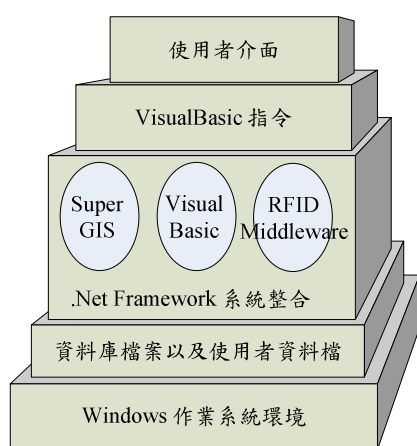 使用者介面
VisualBasic 指令
Super
GIS
Visual
Basic
RFID
Middleware
.Net Framework 系統整合
資料庫檔案以及使用者資料檔
Windows 作業系統環境